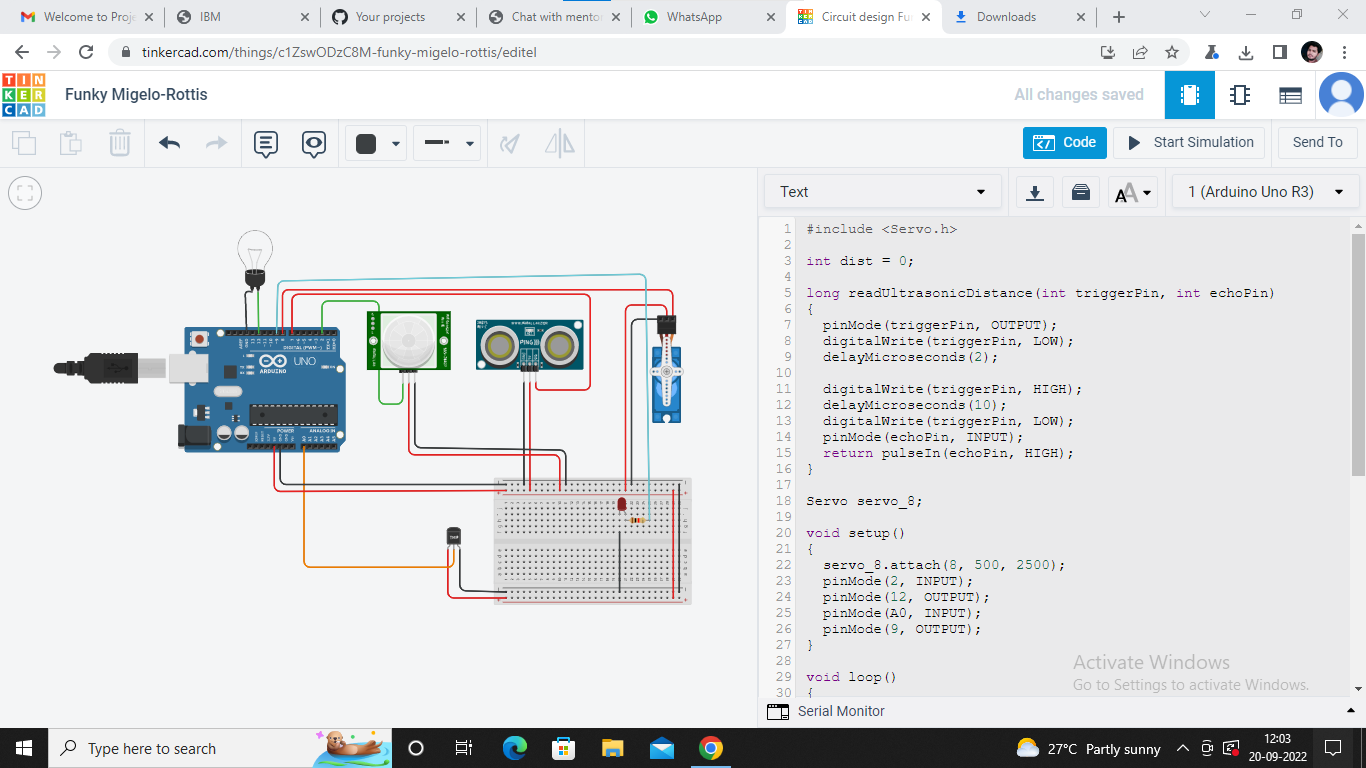 Welcome to Proje
IBM
Your projects
Chat with mento
WhatsApp
Circuit design Fu
Downloads
tinkercad.com/things/c1ZswODzC8M-funky-migelo-rottis/editel
TIN
KER
CAD
Funky Migelo-Rottis
All changes saved
Code
Start Simulation
Send To
Text
1 (Arduino Uno R3)
DIGITAL (PWM~)
UNO
ARDUINO
POWER
ANALOG IN
PING
TMP
1 #include <Servo.h>
2
3 int dist = 0;
4
5 long readUltrasonicDistance(int triggerPin, int echoPin)
6 {
7 pinMode(triggerPin, OUTPUT);
8 digitalWrite(triggerPin, LOW);
9 delayMicroseconds(2);
10
11 digitalWrite(triggerPin, HIGH);
12 delayMicroseconds(10);
13 digitalWrite(triggerPin, LOW);
14 pinMode(echoPin, INPUT);
15 return pulseIn(echoPin, HIGH);
16 }
17
18 Servo servo_8;
19
20 void setup()
21 {
22 servo_8.attach(8, 500, 2500);
23 pinMode(2, INPUT);
24 pinMode(12, OUTPUT);
25 pinMode(A0, INPUT);
26 pinMode(9, OUTPUT);
27 }
28
29 void loop()
30 {
Activate Windows
Go to Settings to activate Windows.
Serial Monitor
Type here to search
27°C Partly sunny
12:03
20-09-2022